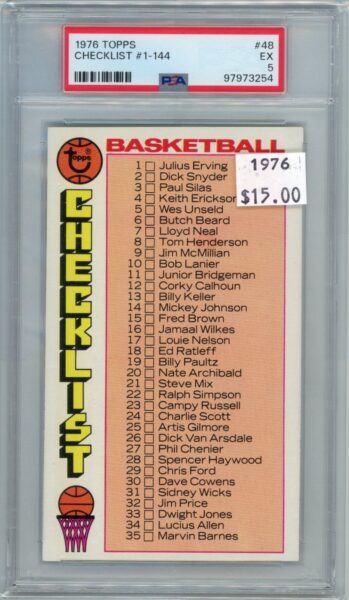 1976 TOPPS
CHECKLIST #1-144
#48
EX
5
PSA
97973254
topps
BASKETBALL
1976
$15.00
CHECKLIST
1 Julius Erving
2 Dick Snyder
3 Paul Silas
4 Keith Erickson
5 Wes Unseld
6 Butch Beard
7 Lloyd Neal
8 Tom Henderson
9 Jim McMillian
10 Bob Lanier
11 Junior Bridgeman
12 Corky Calhoun
13 Billy Keller
14 Mickey Johnson
15 Fred Brown
16 Jamaal Wilkes
17 Louie Nelson
18 Ed Ratleff
19 Billy Paultz
20 Nate Archibald
21 Steve Mix
22 Ralph Simpson
23 Campy Russell
24 Charlie Scott
25 Artis Gilmore
26 Dick Van Arsdale
27 Phil Chenier
28 Spencer Haywood
29 Chris Ford
30 Dave Cowens
31 Sidney Wicks
32 Jim Price
33 Dwight Jones
34 Lucius Allen
35 Marvin Barnes